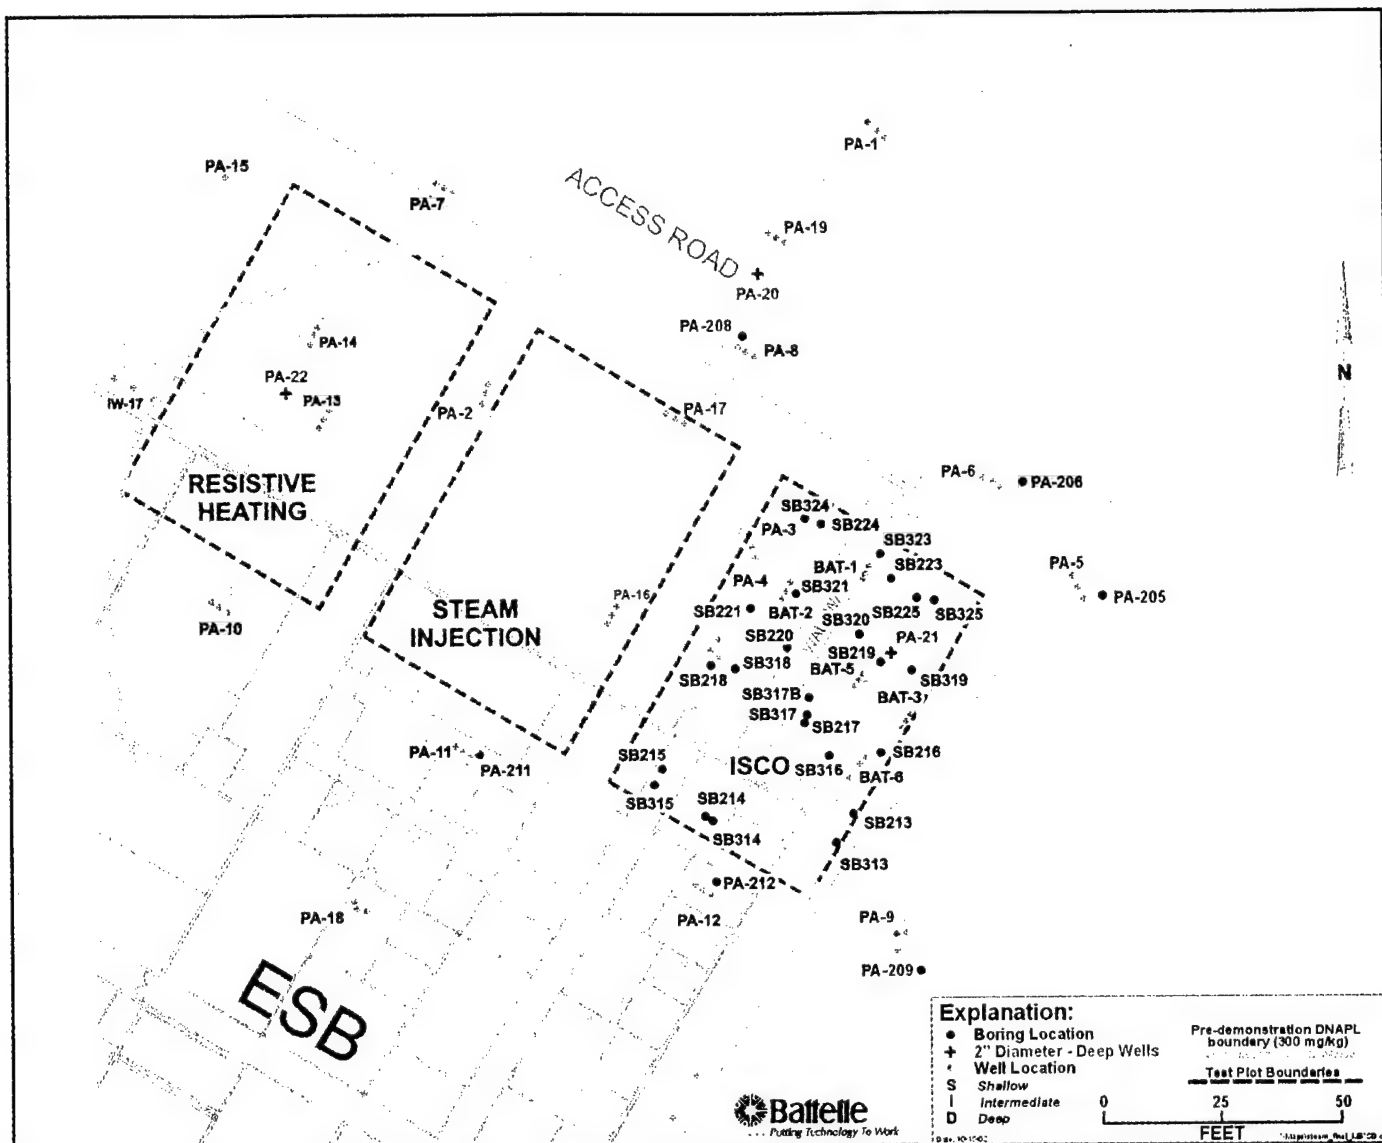 PA-1
PA-15
PA-7
ACCESS ROAD
PA-19
PA-20
PA-208
PA-8
PA-14
PA-22
PA-13
IW-17
PA-2
PA-17
N
RESISTIVE
HEATING
PA-6
PA-206
SB324
PA-3
SB224
SB323
BAT-1
SB223
PA-5
PA-205
PA-4
SB321
SB221
BAT-2
SB225
SB325
PA-16
STEAM
INJECTION
PA-10
SB320
PA-21
SB220
SB219
SB318
BAT-5
SB218
SB319
SB317B
BAT-3
SB317
SB217
PA-11
PA-211
SB215
ISCO
SB316
SB216
BAT-6
SB315
SB214
SB314
SB213
SB313
PA-212
PA-12
PA-18
PA-9
PA-209
ESB
Explanation:
Boring Location
2" Diameter - Deep Wells
Well Location
S Shallow
I Intermediate
D Deep
Pre-demonstration DNAPL
boundary (300 mg/kg)
Test Plot Boundaries
0 25 50
FEET
Battelle
... Putting Technology To Work